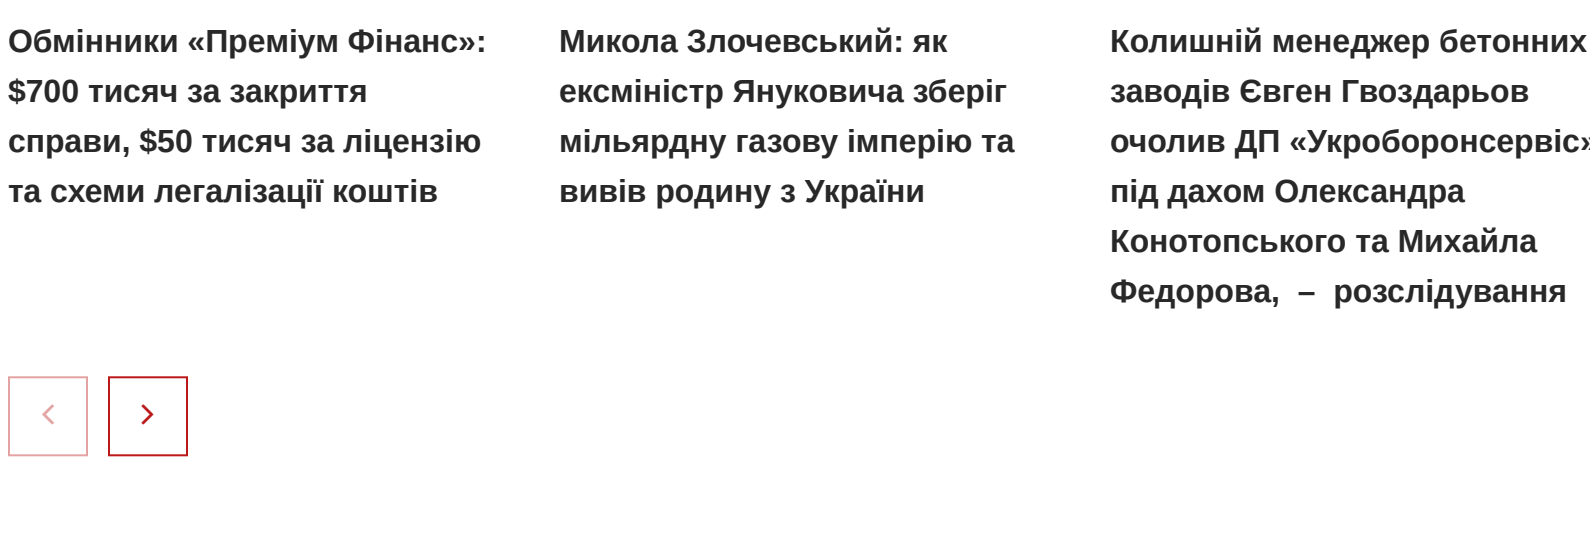 Обмінники «Преміум Фінанс»:
$700 тисяч за закриття
справи, $50 тисяч за ліцензію
та схеми легалізації коштів
Микола Злочевський: як
ексміністр Януковича зберіг
мільярдну газову імперію та
вивів родину з України
Колишній менеджер бетонних
заводів Євген Гвоздарьов
очолив ДП «Укроборонсервіс»
під дахом Олександра
Конотопського та Михайла
Федорова, – розслідування